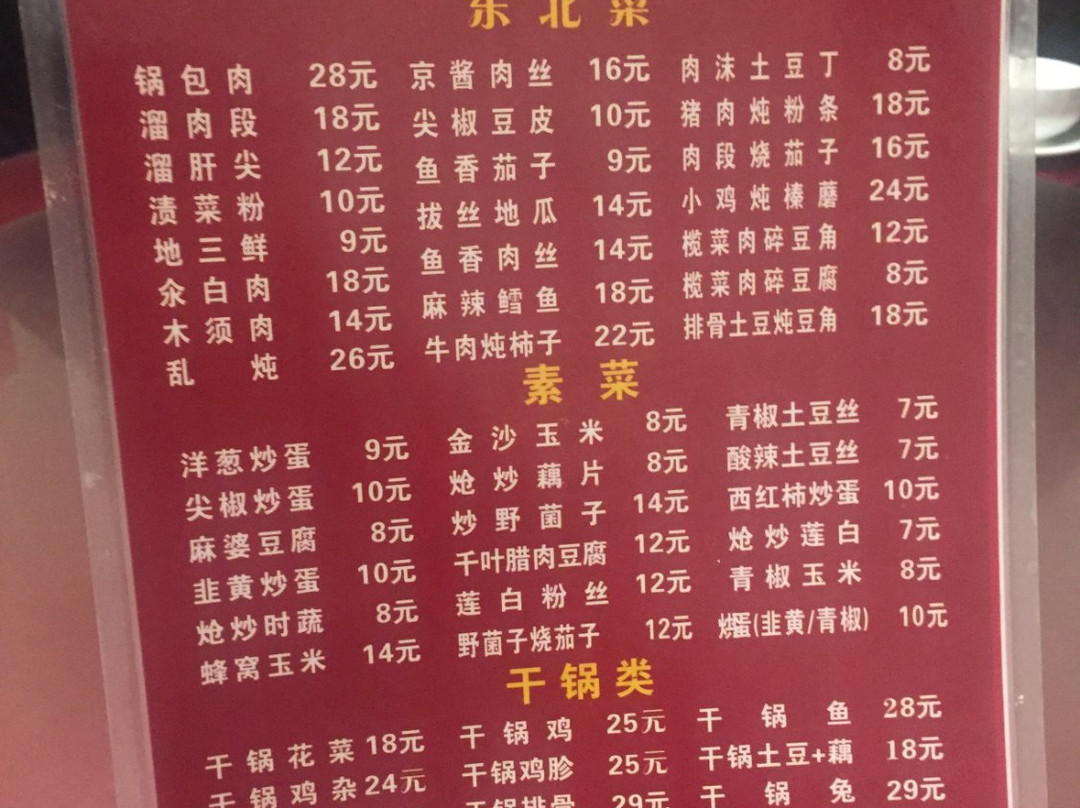 东北菜
锅包肉 28元 京酱肉丝 16元 肉沫土豆丁 8元
溜肉段 18元 尖椒豆皮 10元 猪肉炖粉条 18元
溜肝尖 12元 鱼香茄子 9元 肉段烧茄子 16元
渍菜粉 10元 拔丝地瓜 14元 小鸡炖榛蘑 24元
地三鲜 9元 鱼香肉丝 14元 榄菜肉碎豆角 12元
汆白肉 18元 麻辣鳕鱼 18元 榄菜肉碎豆腐 8元
木须肉 14元 牛肉炖柿子 22元 排骨土豆炖豆角 18元
乱炖 26元
素菜
洋葱炒蛋 9元 金沙玉米 8元 青椒土豆丝 7元
尖椒炒蛋 10元 炝炒藕片 8元 酸辣土豆丝 7元
麻婆豆腐 8元 炒野菌子 14元 西红柿炒蛋 10元
韭黄炒蛋 10元 千叶腊肉豆腐 12元 炝炒莲白 7元
炝炒时蔬 8元 莲白粉丝 12元 青椒玉米 8元
蜂窝玉米 14元 野菌子烧茄子 12元 蛋(韭黄/青椒) 10元
干锅类
干锅花菜 18元 干锅鸡 25元 干锅鱼 28元
干锅鸡杂 24元 干锅鸡胗 25元 干锅土豆+藕 18元
干锅排骨 29元 干锅兔 29元